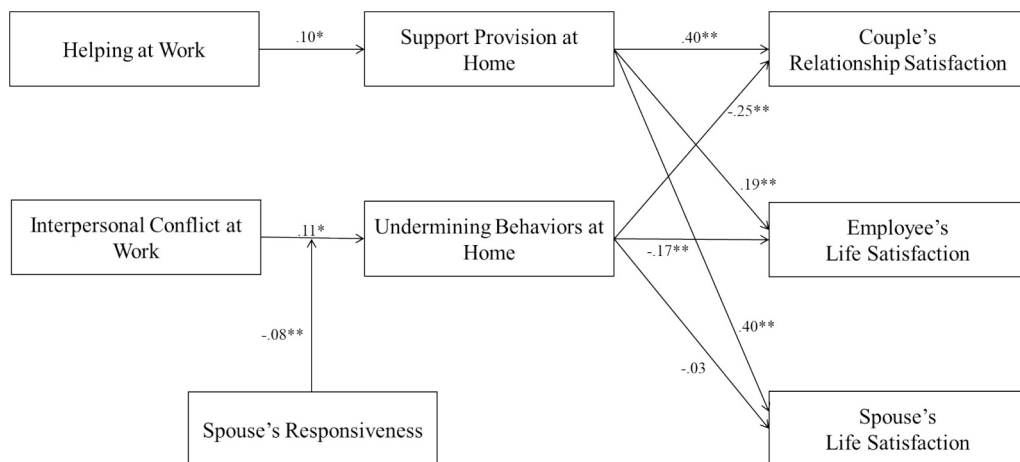 Helping at Work
.10*
Support Provision at
Home
.40**
Couple's
Relationship Satisfaction
-.25**
.19**
Interpersonal Conflict at
Work
.11*
Undermining Behaviors at
Home
-.17**
Employee's
Life Satisfaction
-.08**
.40**
-.03
Spouse's Responsiveness
Spouse's
Life Satisfaction